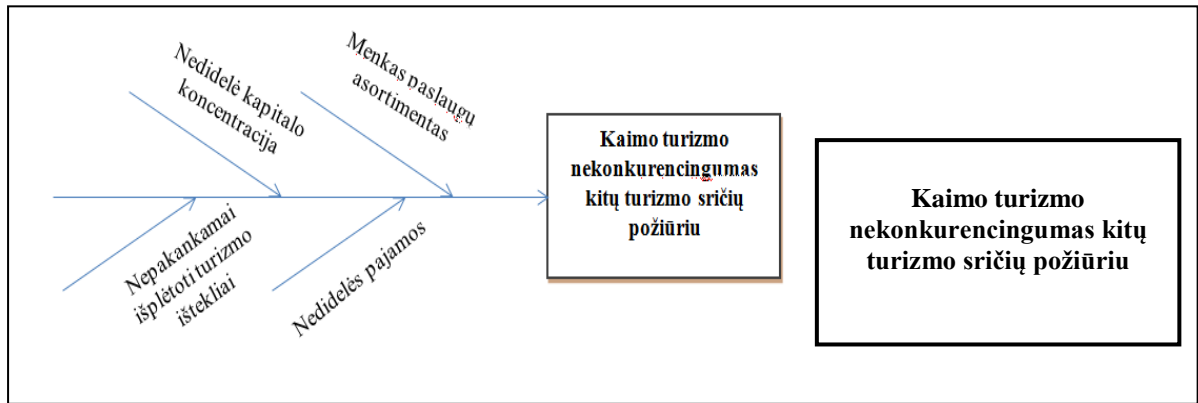 Nedidelė kapitalo
koncentracija
Menkas paslaugų
asortimentas
Nepakankamai
išplėtoti turizmo
ištekliai
Nedidelės pajamos
Kaimo turizmo
nekonkurencingumas
kitų turizmo sričių
požiūriu
Kaimo turizmo
nekonkurencingumas kitų
turizmo sričių požiūriu